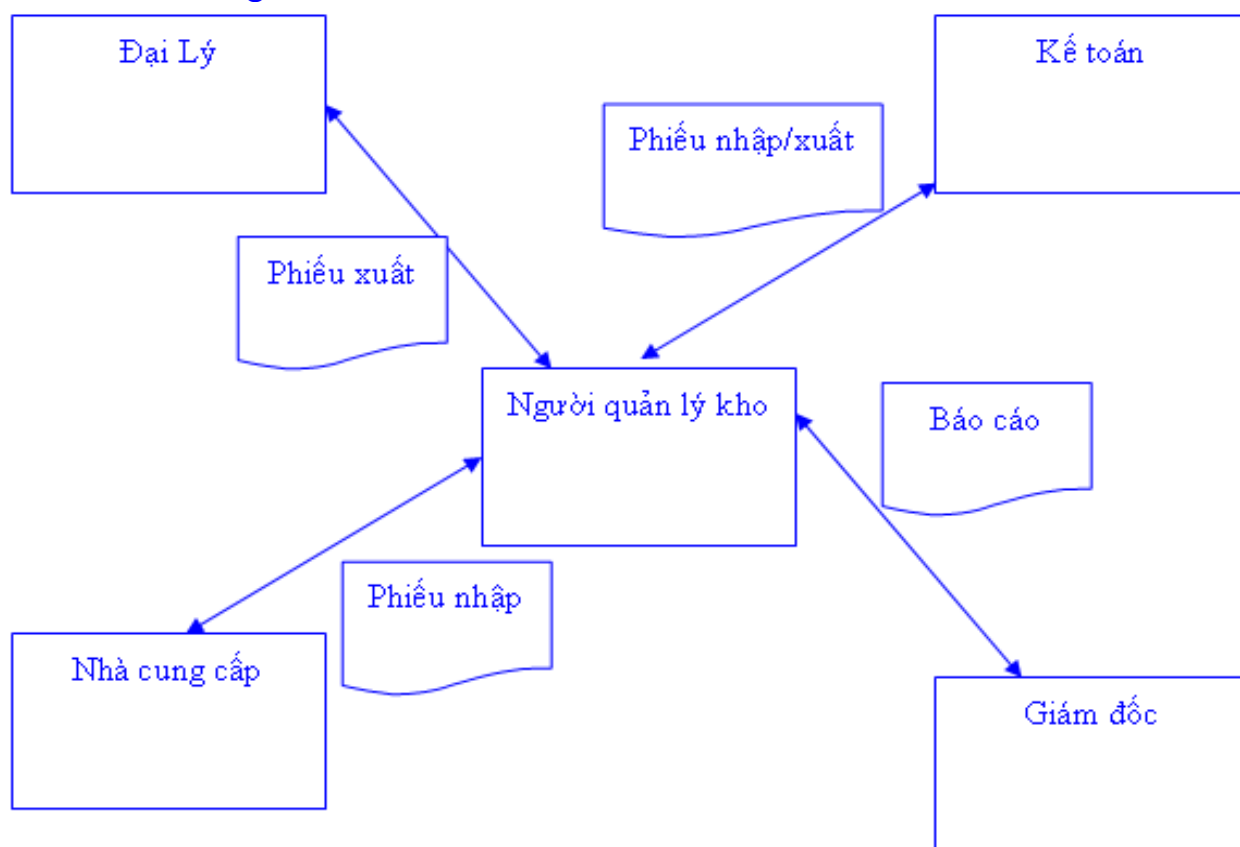 Đại Lý
Kế toán
Phiếu nhập/xuất
Phiếu xuất
Người quản lý kho
Báo cáo
Phiếu nhập
Nhà cung cấp
Giám đốc